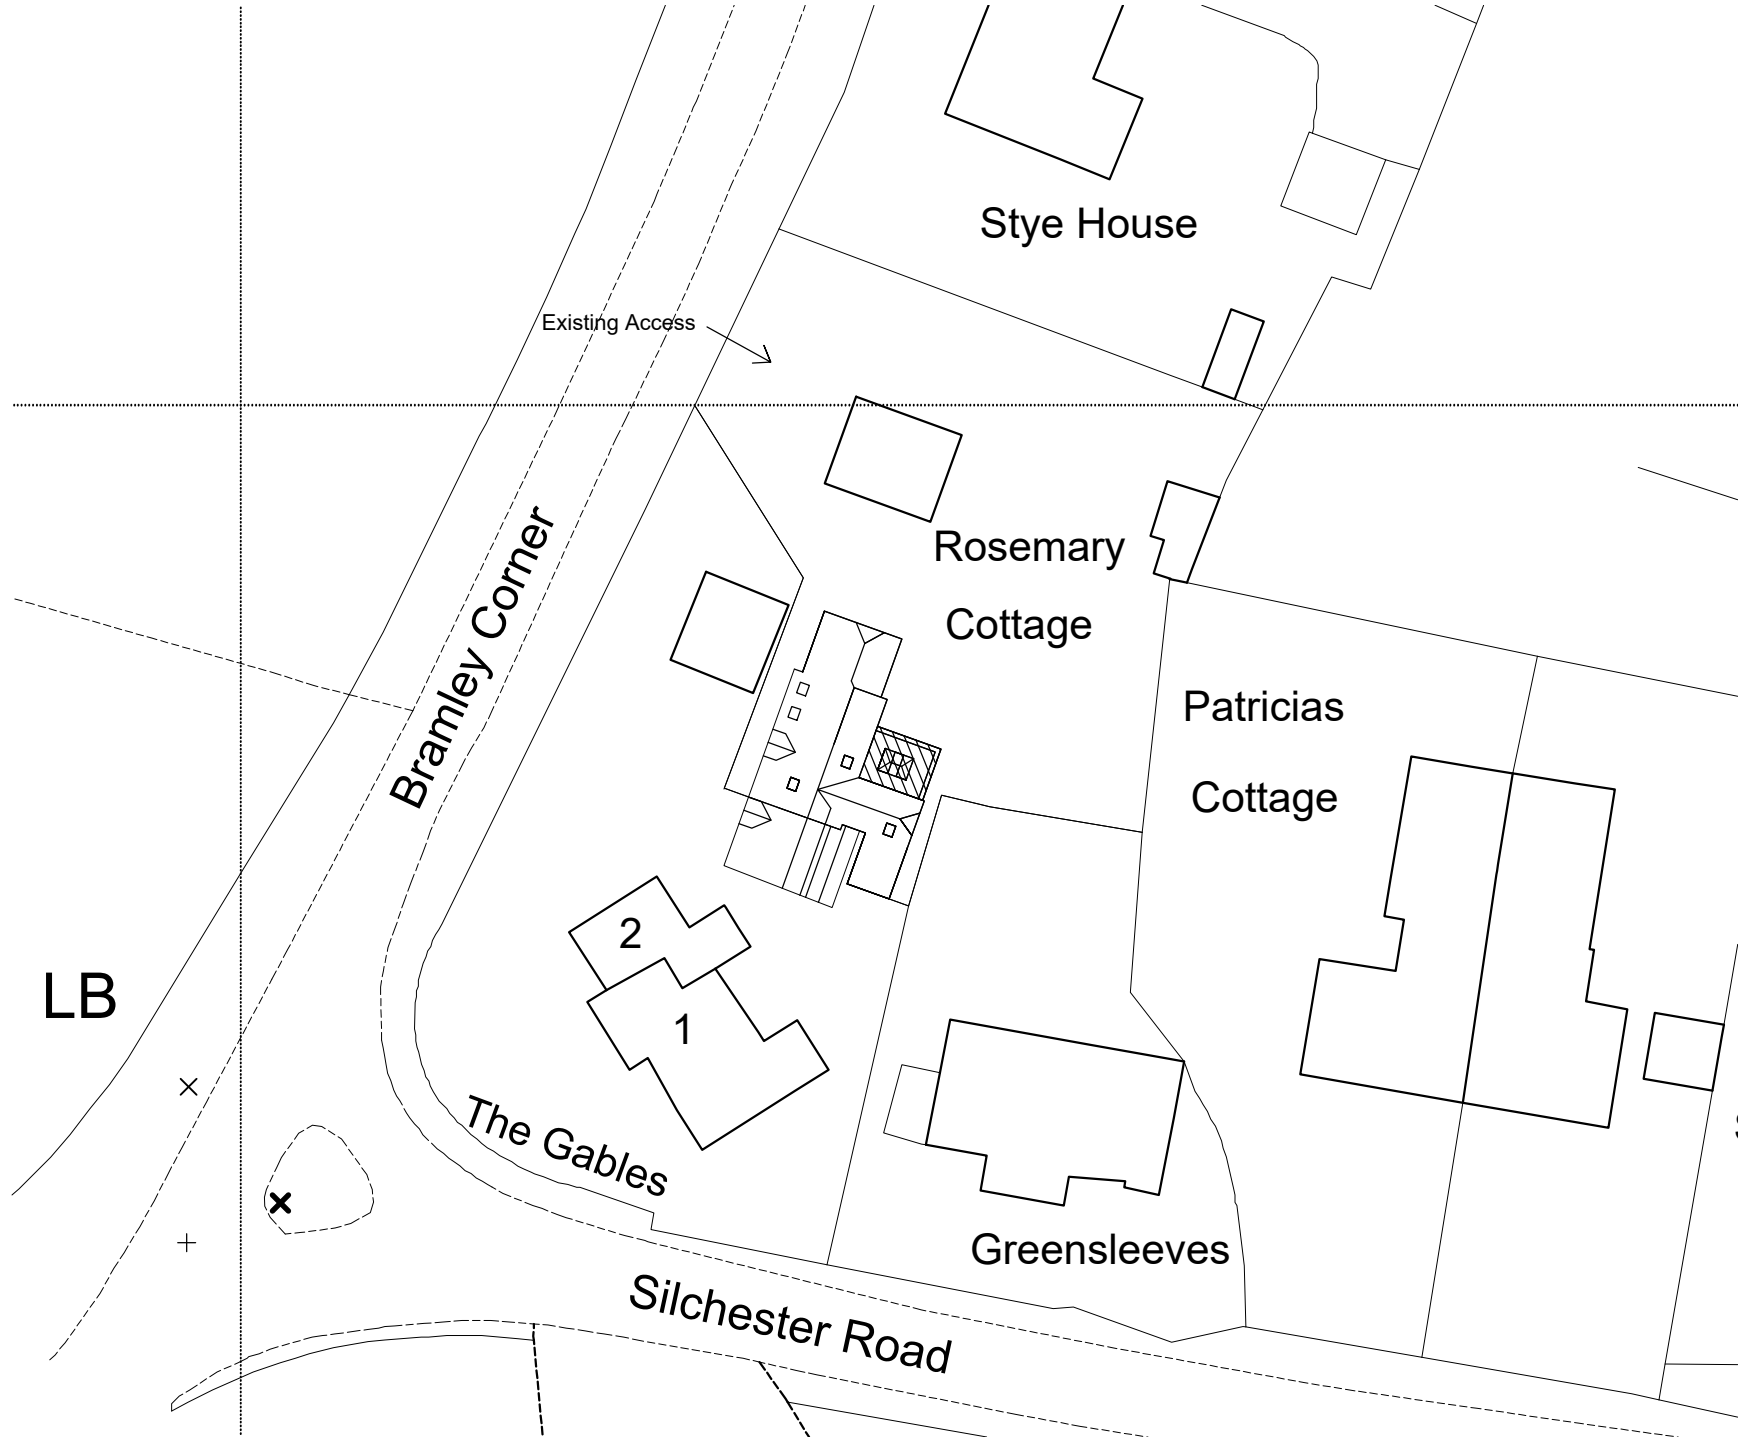 Stye House
Existing Access
Rosemary
Cottage
Bramley Corner
Patricias
Cottage
2
LB
1
The Gables
Greensleeves
Silchester Road